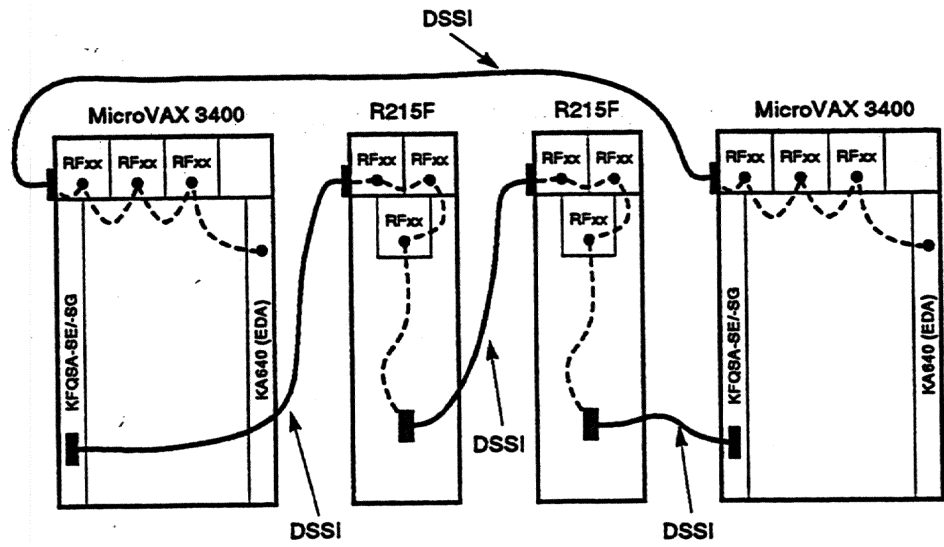 DSSI
MicroVAX 3400
R215F
R215F
MicroVAX 3400
RFxx RFxx RFxx
RFxx RFxx
RFxx RFxx
RFxx RFxx RFxx
RFxx
RFxx
KFQSA-SE/-SG
KA640 (EDA)
KFQSA-SE/-SG
KA640 (EDA)
DSSI
DSSI
DSSI